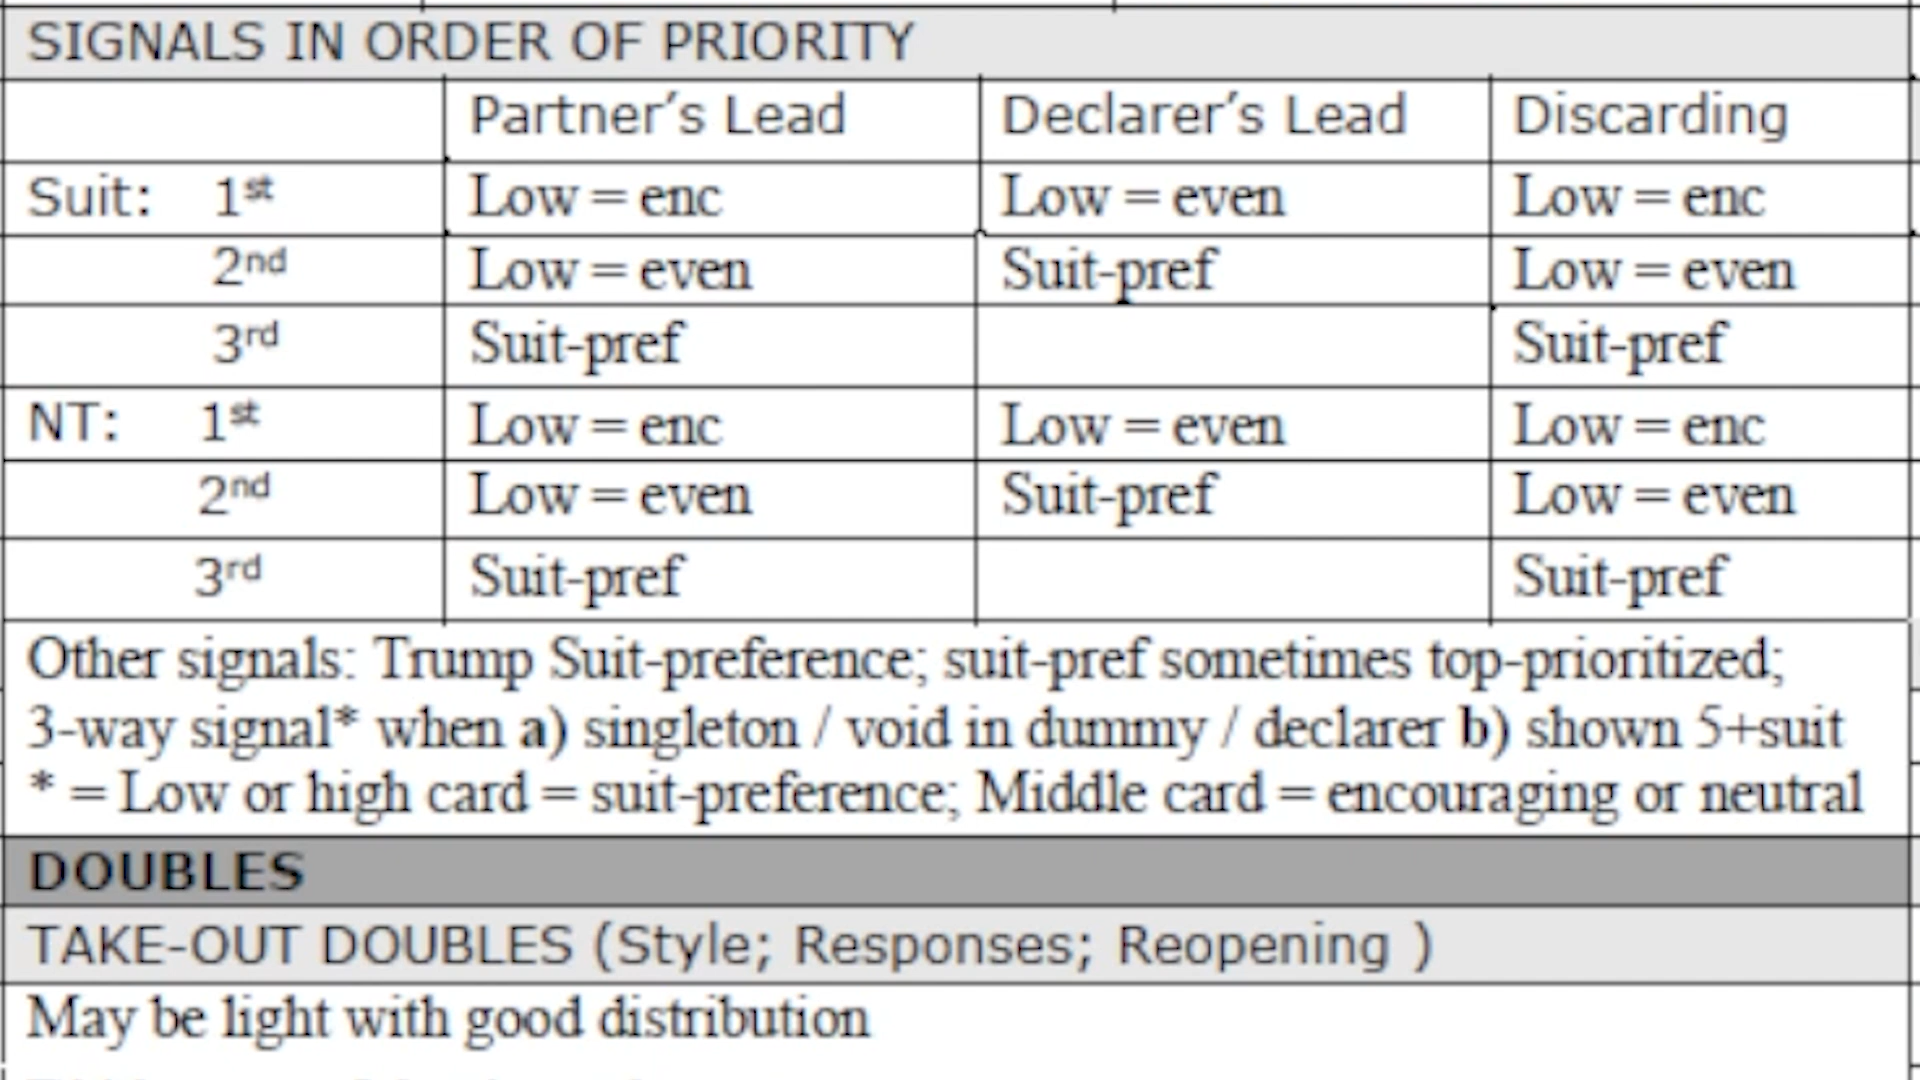 SIGNALS IN ORDER OF PRIORITY
Partner’s Lead Declarer’s Lead Discarding
Suit: 1st Low = enc Low = even Low = enc
2nd Low = even Suit-pref Low = even
3rd Suit-pref Suit-pref
NT: 1st Low = enc Low = even Low = enc
2nd Low = even Suit-pref Low = even
3rd Suit-pref Suit-pref
Other signals: Trump Suit-preference; suit-pref sometimes top-prioritized;
3-way signal* when a) singleton / void in dummy / declarer b) shown 5+suit
* = Low or high card = suit-preference; Middle card = encouraging or neutral
DOUBLES
TAKE-OUT DOUBLES (Style; Responses; Reopening )
May be light with good distribution